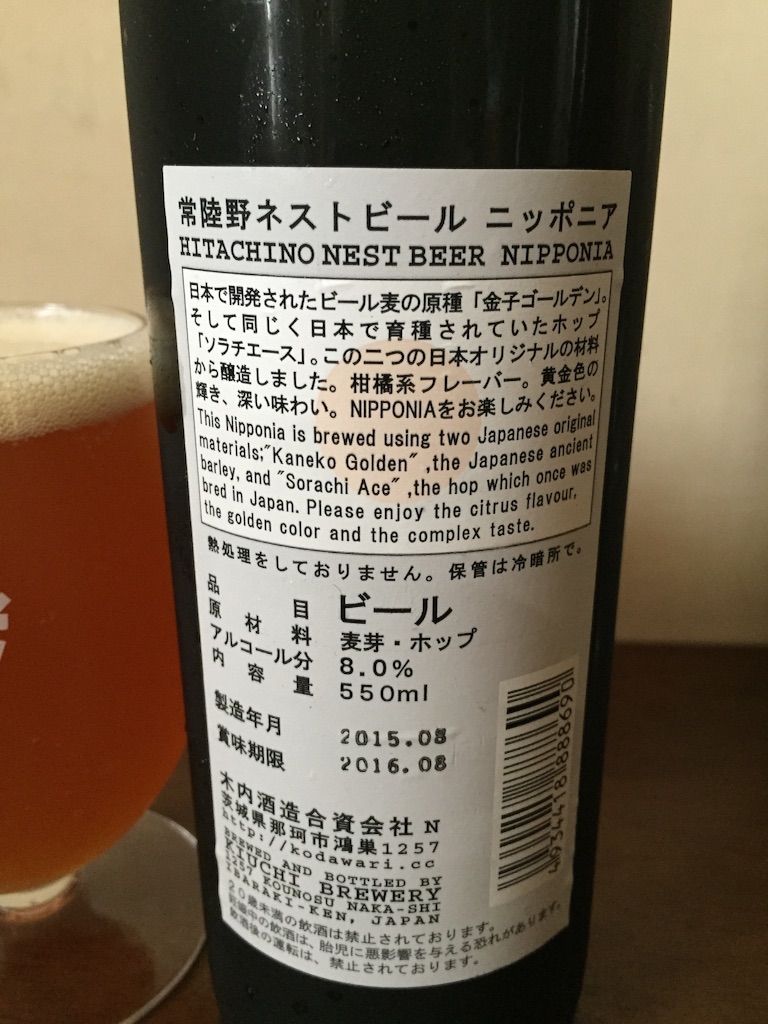 常陸野ネストビール ニッポニア
HITACHINO NEST BEER NIPPONIA
日本で開発されたビール麦の原種「金子ゴールデン」。
そして同じく日本で育種されていたホップ
「ソラチエース」。この二つの日本オリジナルの材料
から醸造しました。柑橘系フレーバー。黄金色の
輝き、深い味わい。NIPPONIAをお楽しみください。
This Nipponia is brewed using two Japanese original
materials;"Kaneko Golden" ,the Japanese ancient
barley, and "Sorachi Ace" ,the hop which once was
bred in Japan. Please enjoy the citrus flavour,
the golden color and the complex taste.
熱処理をしておりません。保管は冷暗所で。
品目 ビール
原材料 麦芽・ホップ
アルコール分 8.0%
内容量 550ml
製造年月 2015.08
賞味期限 2016.08
木内酒造合資会社 N
茨城県那珂市鴻巣1257
http://kodawari.cc
BREWED AND BOTTLED BY
KIUCHI BREWERY
1257 KOUNOSU NAKA-SHI
IBARAKI-KEN, JAPAN
20歳未満の飲酒は禁止されております。
妊娠中の飲酒は、胎児に悪影響を与える恐れがあります。
飲酒後の運転は、禁止されております。
4934418888690